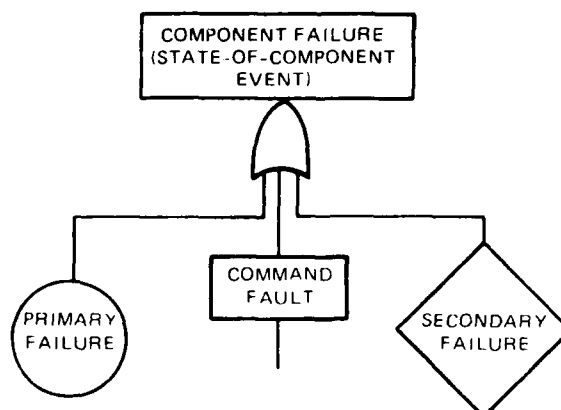 COMPONENT FAILURE
(STATE-OF-COMPONENT
EVENT)
PRIMARY
FAILURE
COMMAND
FAULT
SECONDARY
FAILURE